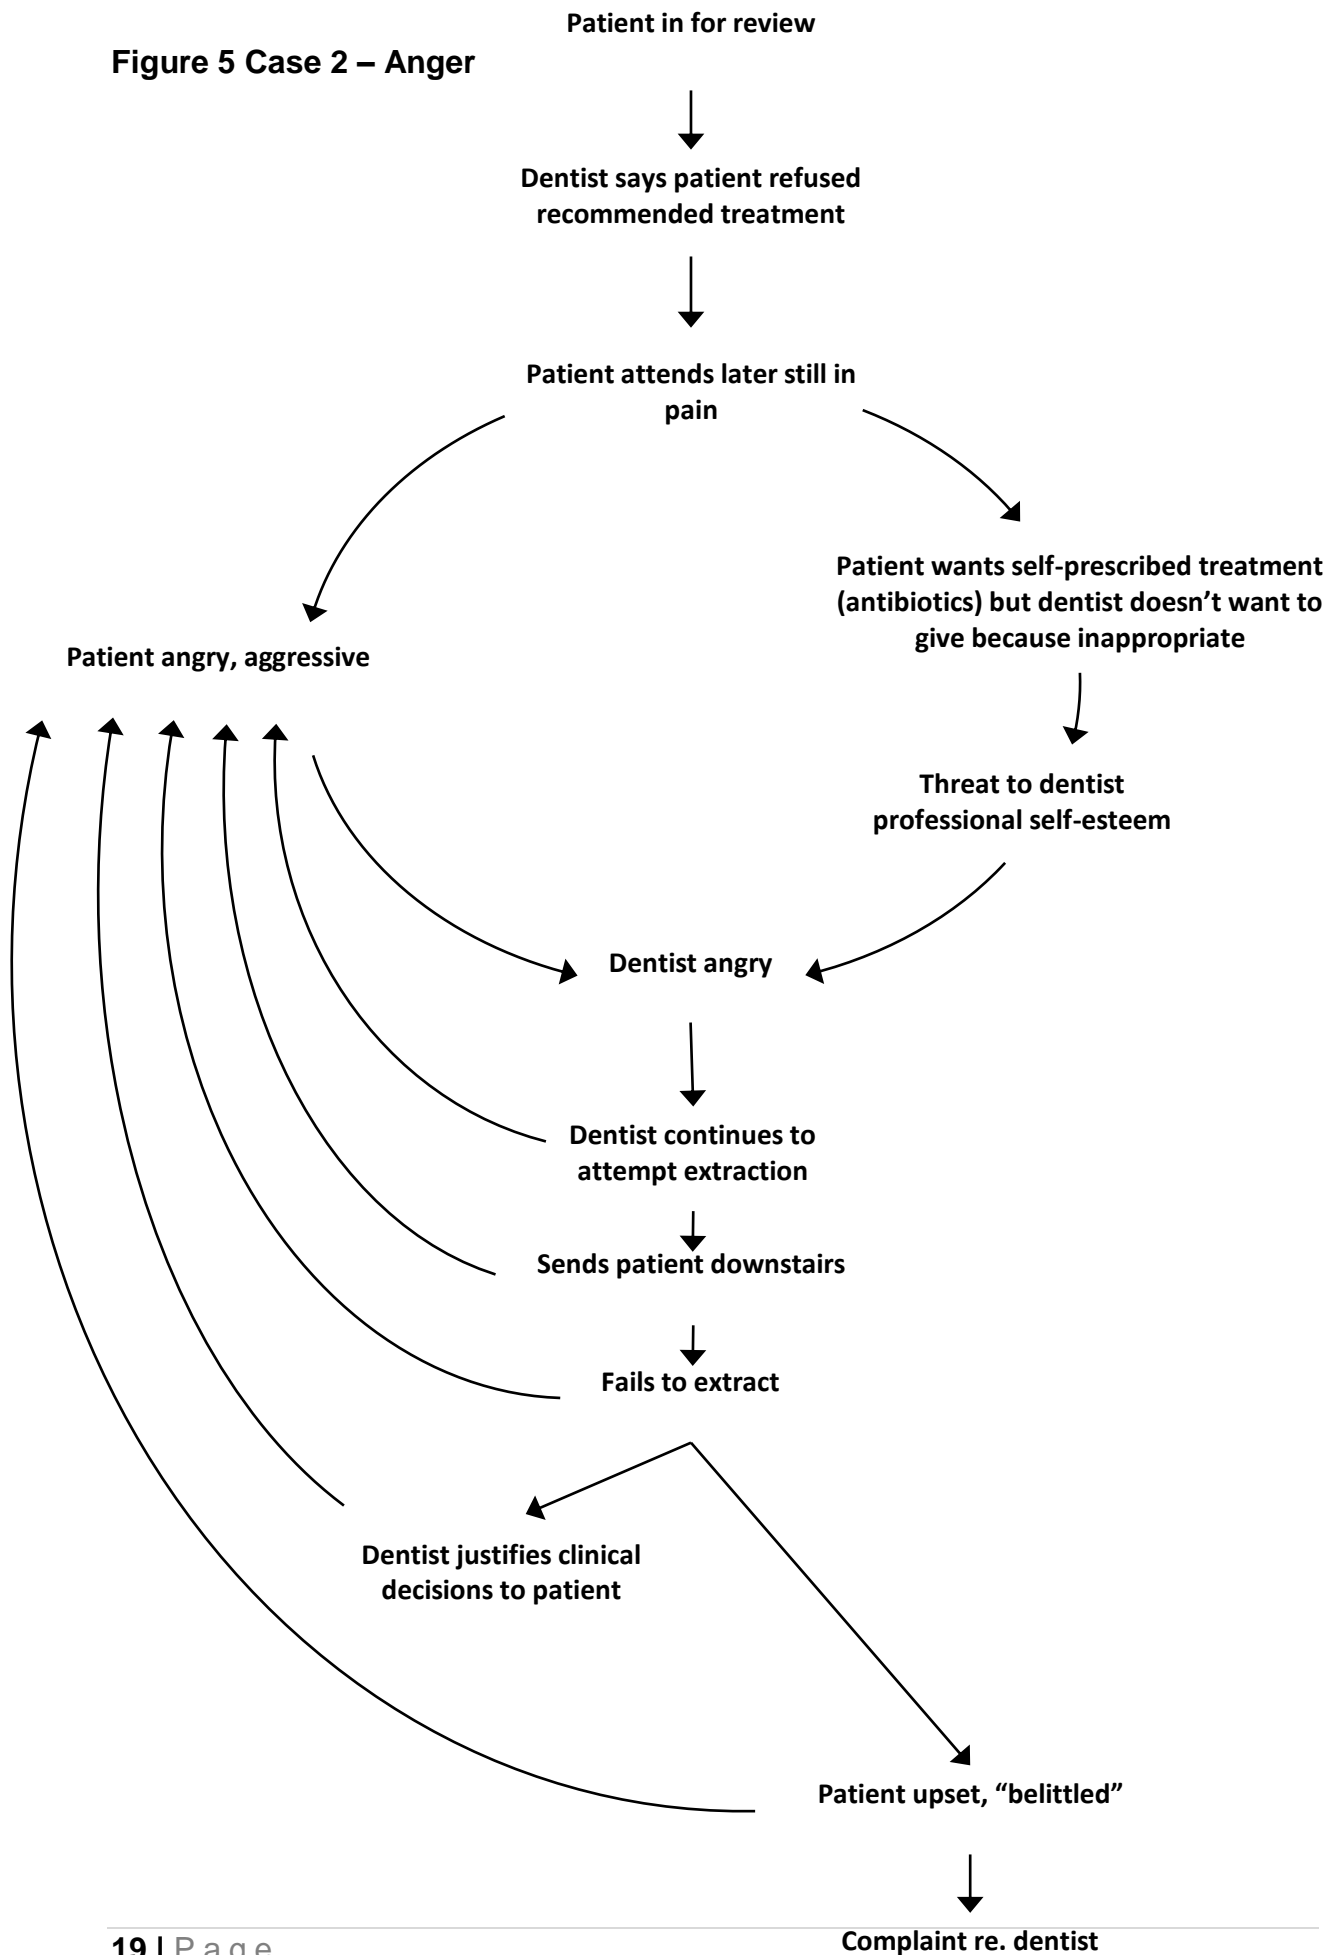 Patient in for review
Figure 5 Case 2 – Anger
Dentist says patient refused
recommended treatment
Patient attends later still in
pain
Patient wants self-prescribed treatment
(antibiotics) but dentist doesn’t want to
give because inappropriate
Patient angry, aggressive
Threat to dentist
professional self-esteem
Dentist angry
Dentist continues to
attempt extraction
Sends patient downstairs
Fails to extract
Dentist justifies clinical
decisions to patient
Patient upset, “belittled”
Complaint re. dentist
19 | Page